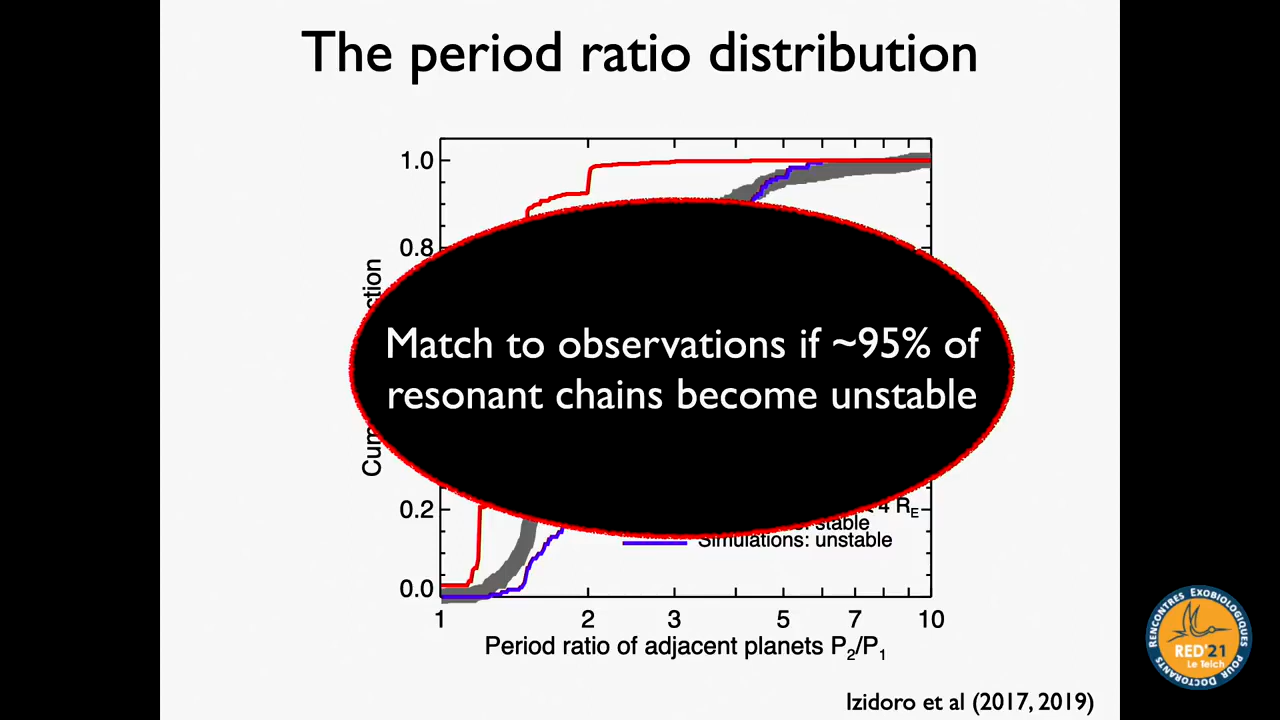 The period ratio distribution
1.0
0.8
0.2
0.0
Match to observations if ~95% of
resonant chains become unstable
4 R_E
stable
Simulations: unstable
1 2 3 4 5 7 10
Period ratio of adjacent planets P₂/P₁
Izidoro et al (2017, 2019)
RENCONTRES EXOBIOLOGIQUES POUR DOCTORANTS
RED'21
Le Teich